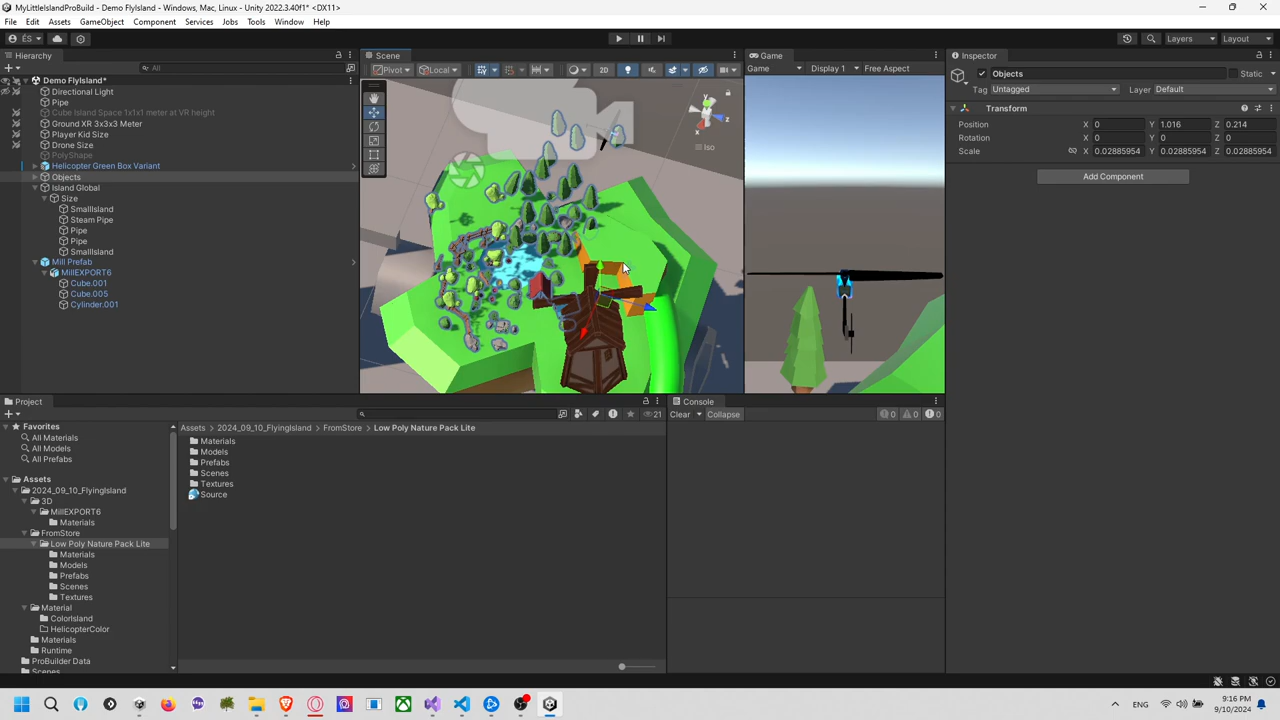 MyLittleIslandProBuild - Demo FlyIsland - Windows, Mac, Linux - Unity 2022.3.40f1* <DX11>
File Edit Assets GameObject Component Services Jobs Tools Window Help
ÉS
Layers
Layout
Hierarchy
All
Demo FlyIsland*
Directional Light
Pipe
Cube Island Space 1x1x1 meter at VR height
Ground XR 3x3x3 Meter
Player Kid Size
Drone Size
PolyShape
Helicopter Green Box Variant
Objects
Island Global
Size
SmallIsland
Steam Pipe
Pipe
Pipe
SmallIsland
Mill Prefab
MillEXPORT6
Cube.001
Cube.005
Cylinder.001
Scene
Pivot
Local
2D
y
z
x
Iso
Game
Game
Display 1
Free Aspect
Inspector
Objects
Static
Tag Untagged
Layer Default
Transform
Position X 0 Y 1.016 Z 0.214
Rotation X 0 Y 0 Z 0
Scale X 0.02885954 Y 0.02885954 Z 0.02885954
Add Component
Project
21
Favorites
All Materials
All Models
All Prefabs
Assets
2024_09_10_FlyingIsland
3D
MillEXPORT6
Materials
FromStore
Low Poly Nature Pack Lite
Materials
Models
Prefabs
Scenes
Textures
Material
ColorIsland
HelicopterColor
Materials
Runtime
ProBuilder Data
Scenes
Assets > 2024_09_10_FlyingIsland > FromStore > Low Poly Nature Pack Lite
Materials
Models
Prefabs
Scenes
Textures
Source
Console
Clear
Collapse
0
0
0
ENG
9:16 PM
9/10/2024